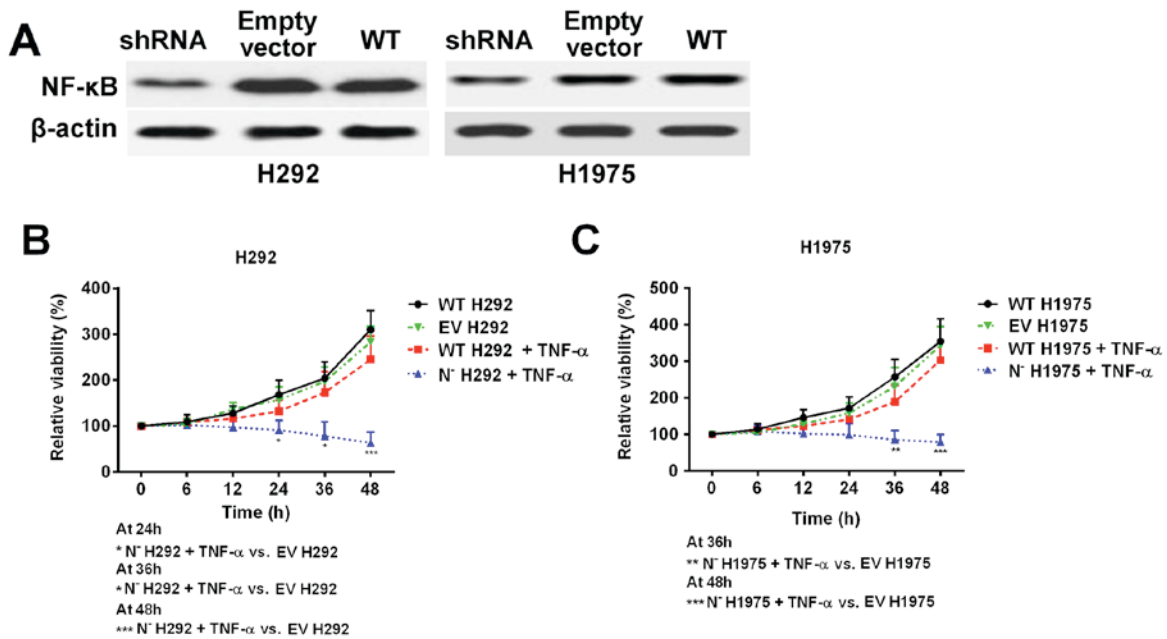 A
shRNA Empty vector WT shRNA Empty vector WT
NF-κB
β-actin
H292 H1975
B
H292
Relative viability (%)
400
300
200
100
0
0 6 12 24 36 48
Time (h)
* * ***
WT H292
EV H292
WT H292 + TNF-α
N⁻ H292 + TNF-α
At 24h
* N⁻ H292 + TNF-α vs. EV H292
At 36h
* N⁻ H292 + TNF-α vs. EV H292
At 48h
*** N⁻ H292 + TNF-α vs. EV H292
C
H1975
Relative viability (%)
500
400
300
200
100
0
0 6 12 24 36 48
Time (h)
** ***
WT H1975
EV H1975
WT H1975 + TNF-α
N⁻ H1975 + TNF-α
At 36h
** N⁻ H1975 + TNF-α vs. EV H1975
At 48h
*** N⁻ H1975 + TNF-α vs. EV H1975